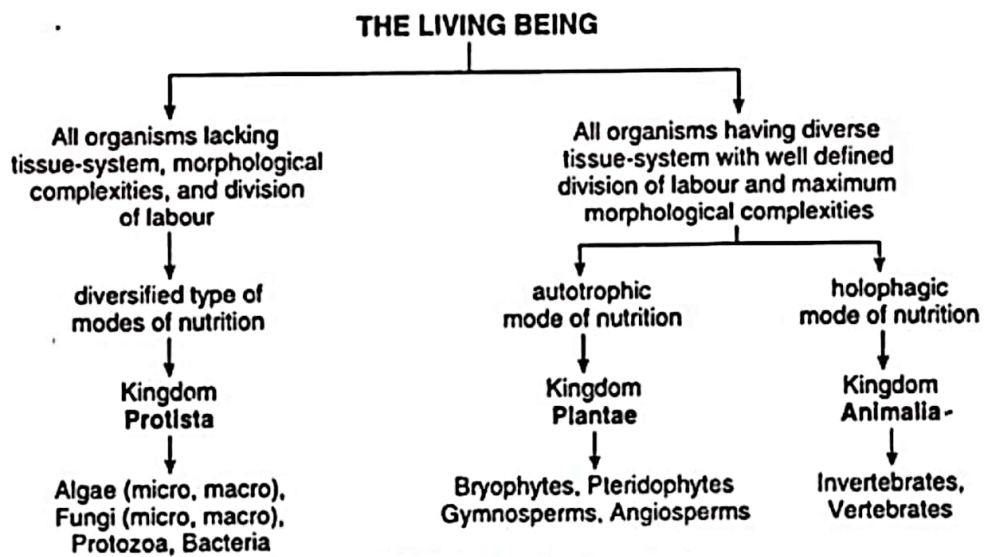 THE LIVING BEING
All organisms lacking
tissue-system, morphological
complexities, and division
of labour
diversified type of
modes of nutrition
Kingdom
Protista
Algae (micro, macro),
Fungi (micro, macro),
Protozoa, Bacteria
All organisms having diverse
tissue-system with well defined
division of labour and maximum
morphological complexities
autotrophic
mode of nutrition
Kingdom
Plantae
Bryophytes, Pteridophytes
Gymnosperms, Angiosperms
holophagic
mode of nutrition
Kingdom
Animalia
Invertebrates,
Vertebrates